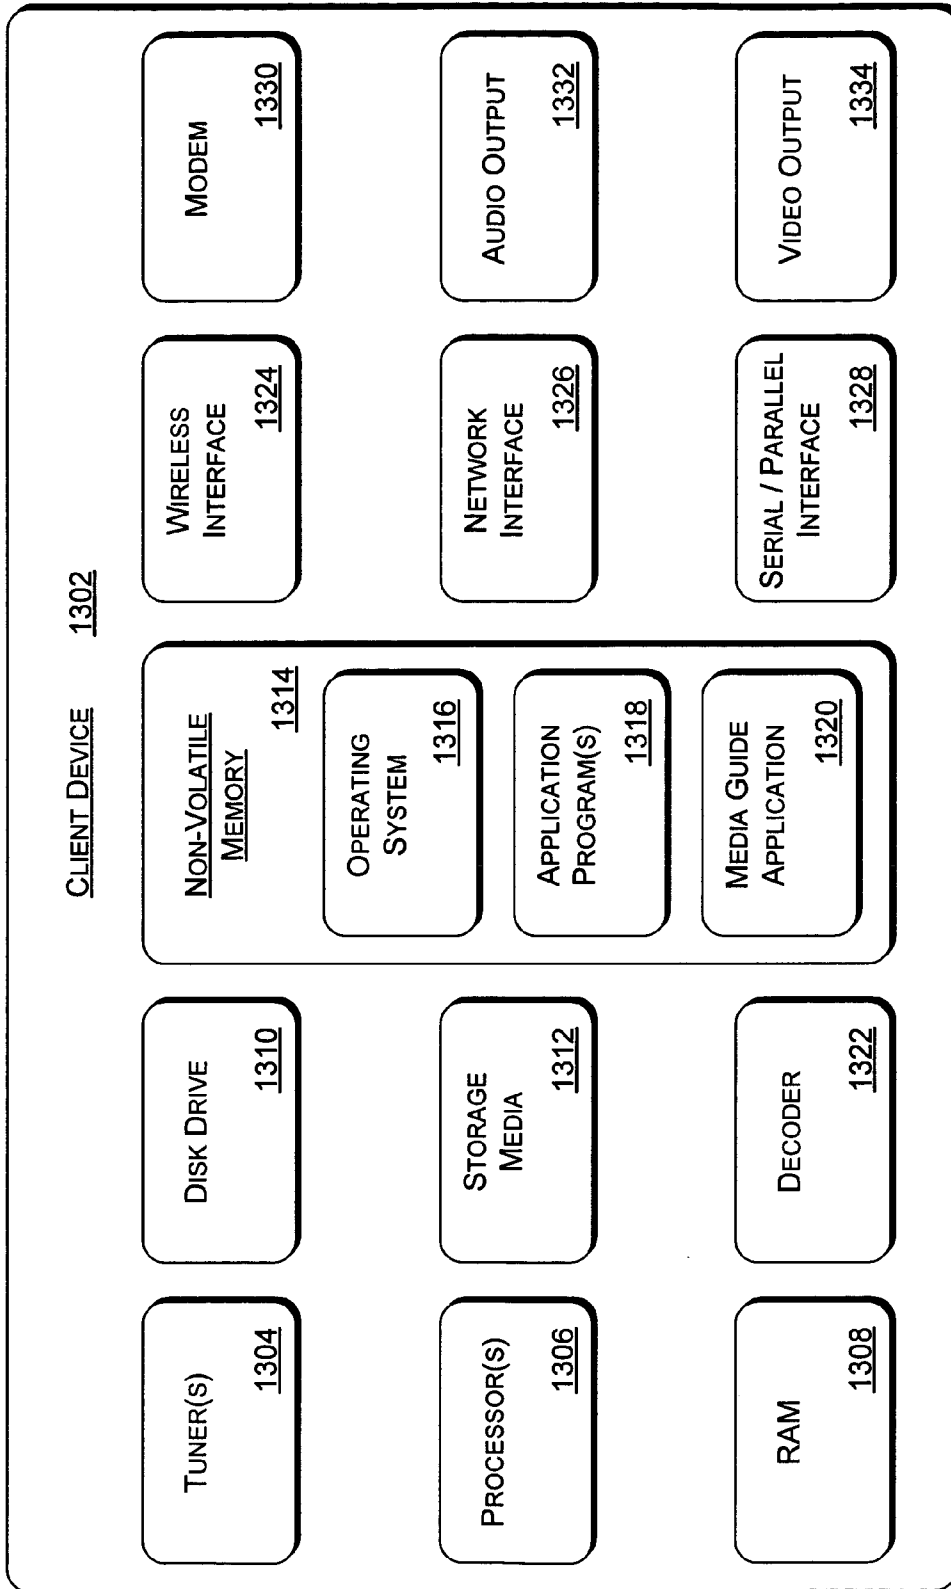 CLIENT DEVICE 1302
TUNER(S)
1304
PROCESSOR(S)
1306
RAM
1308
DISK DRIVE
1310
STORAGE
MEDIA
1312
DECODER
1322
NON-VOLATILE
MEMORY
1314
OPERATING
SYSTEM
1316
APPLICATION
PROGRAM(S)
1318
MEDIA GUIDE
APPLICATION
1320
WIRELESS
INTERFACE
1324
NETWORK
INTERFACE
1326
SERIAL / PARALLEL
INTERFACE
1328
MODEM
1330
AUDIO OUTPUT
1332
VIDEO OUTPUT
1334